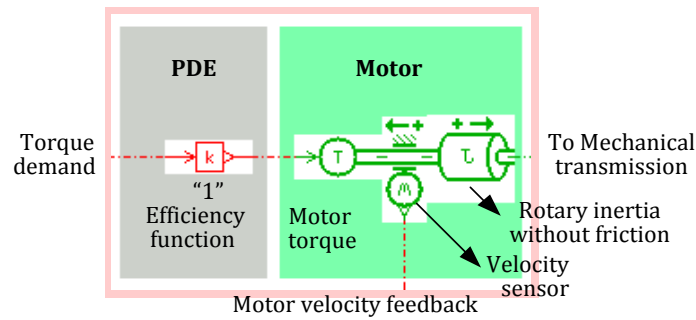 PDE
Motor
Torque
demand
k
T
To Mechanical
transmission
“1”
Efficiency
function
Motor
torque
Rotary inertia
without friction
Velocity
sensor
Motor velocity feedback